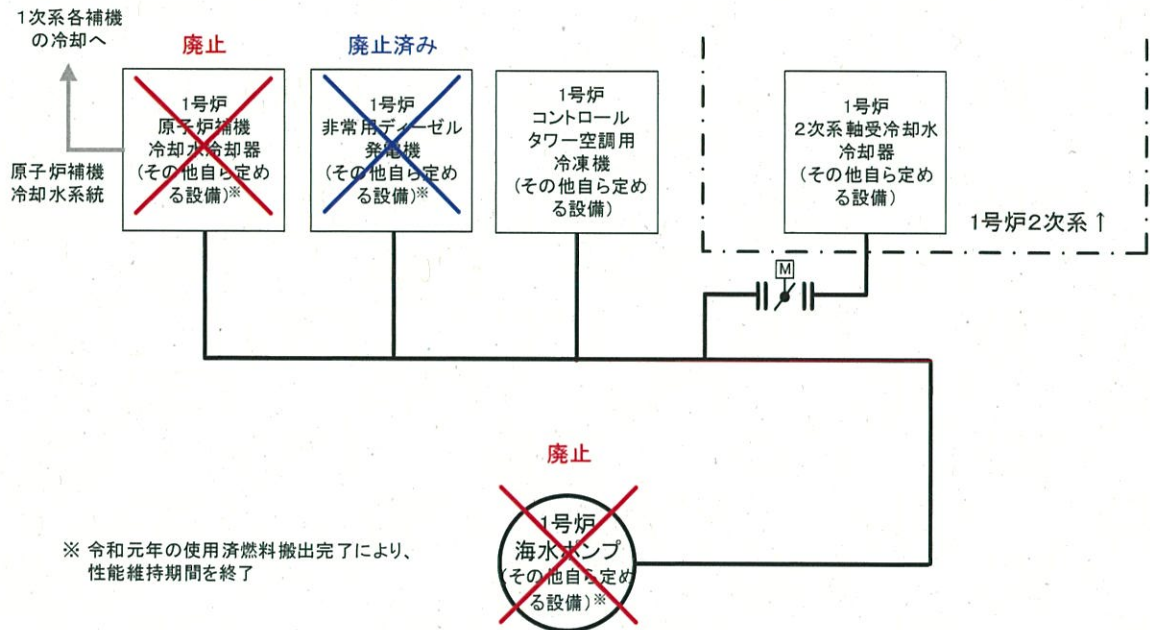 1次系各補機
の冷却へ
廃止
廃止済み
1号炉
原子炉補機
冷却水冷却器
(その他自ら定め
る設備)※
1号炉
非常用ディーゼル
発電機
(その他自ら定め
る設備)※
1号炉
コントロール
タワー空調用
冷凍機
(その他自ら定め
る設備)
1号炉
2次系軸受冷却水
冷却器
(その他自ら定め
る設備)
原子炉補機
冷却水系統
1号炉2次系↑
M
廃止
1号炉
海水ポンプ
(その他自ら定め
る設備)※
※ 令和元年の使用済燃料搬出完了により、
性能維持期間を終了